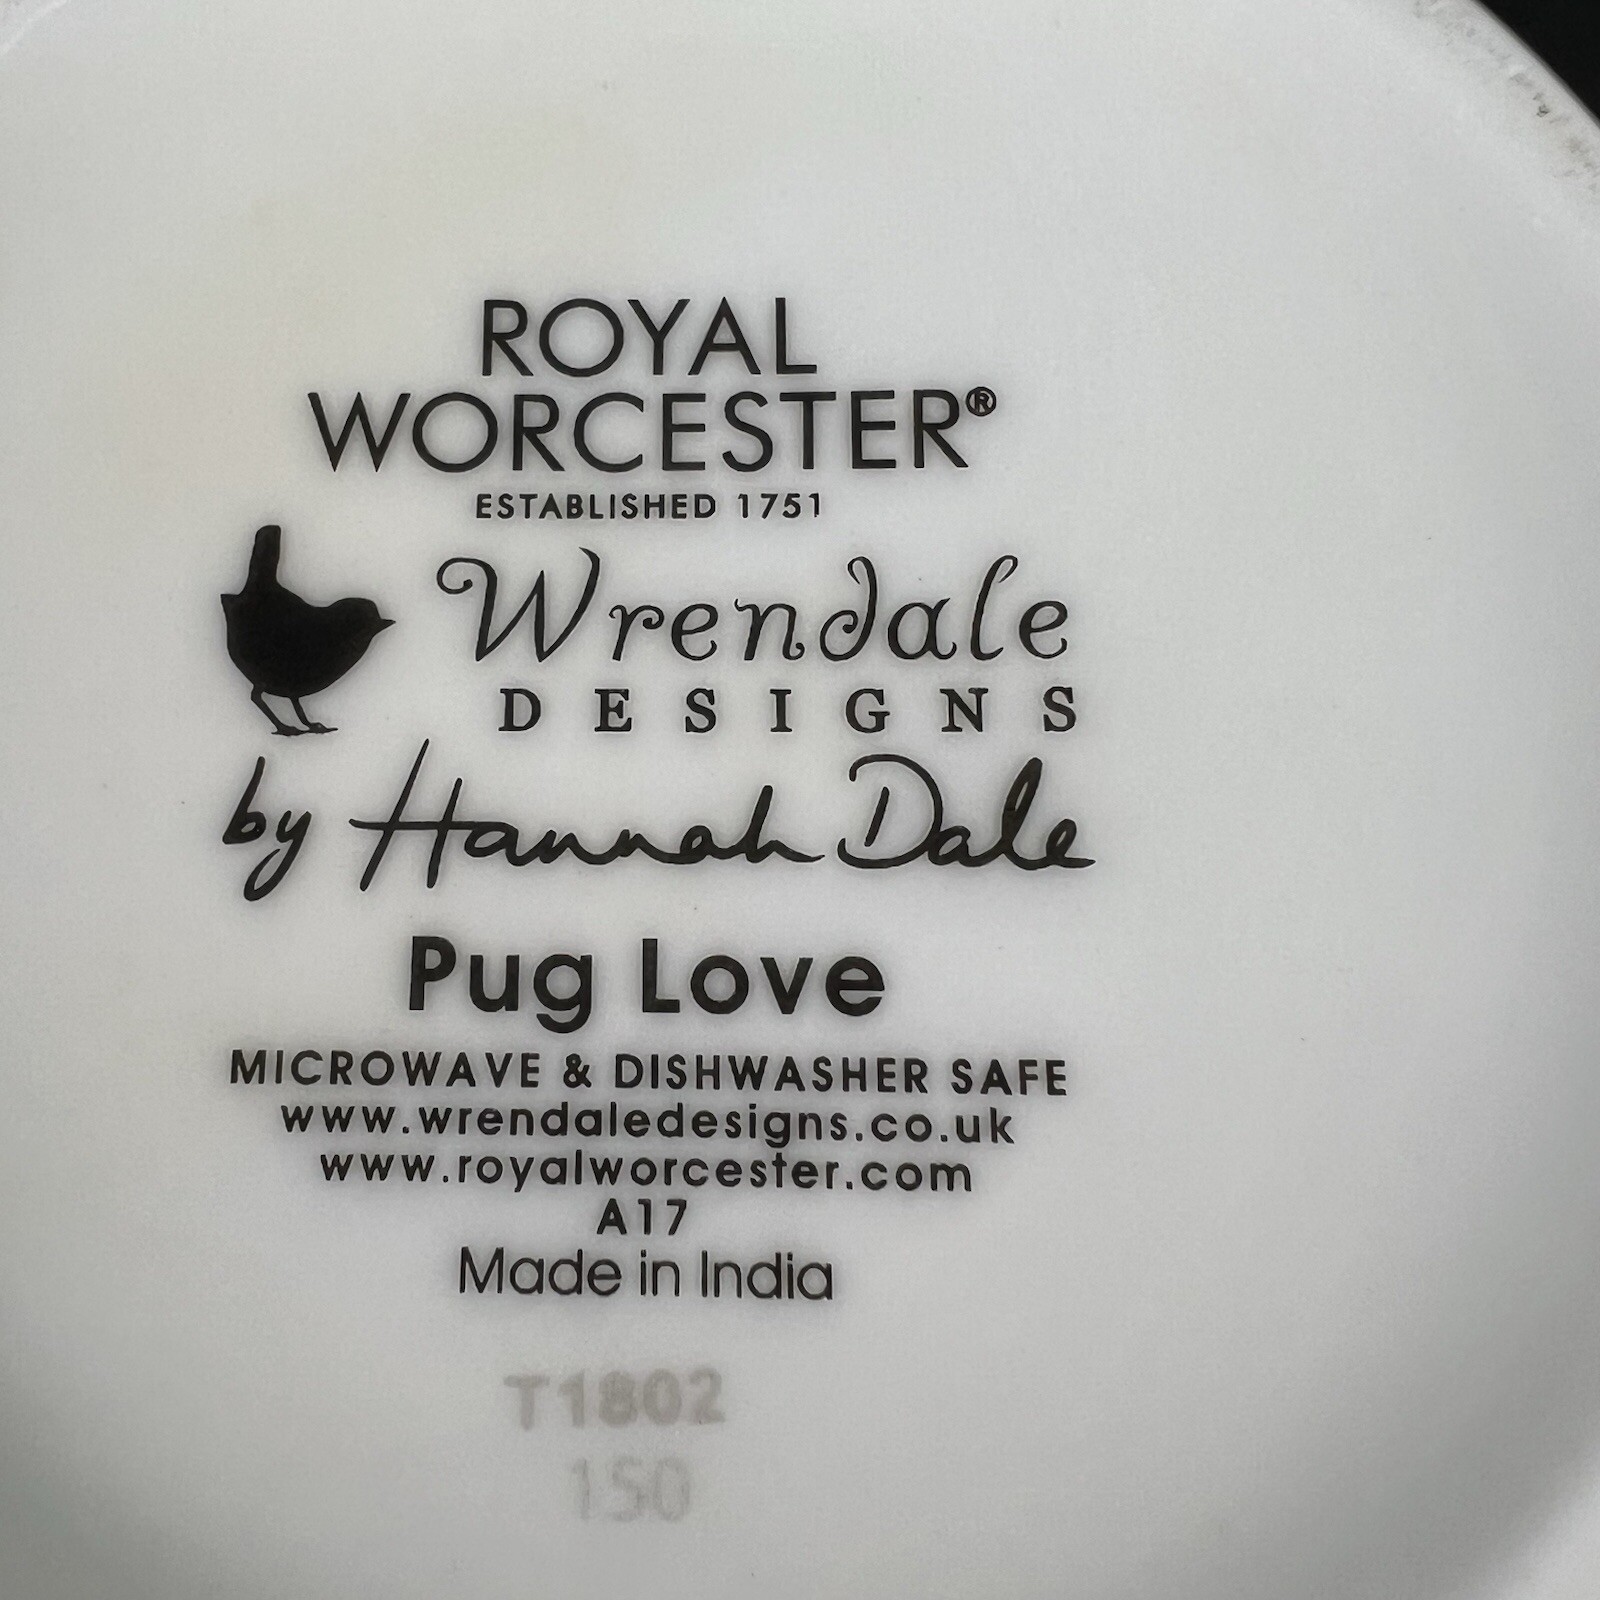 ROYAL
WORCESTER®
ESTABLISHED 1751
Wrendale
DESIGNS
by Hannah Dale
Pug Love
MICROWAVE & DISHWASHER SAFE
www.wrendaledesigns.co.uk
www.royalworcester.com
A17
Made in India
T1802
150